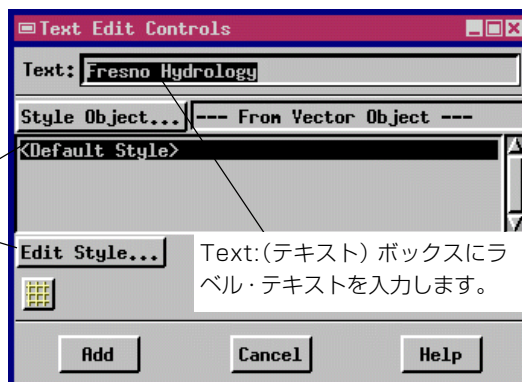 Text Edit Controls
Text: Fresno Hydrology
Style Object... --- From Vector Object ---
<Default Style>
Edit Style...
Text:(テキスト) ボックスにラ
ベル・テキストを入力します。
Add Cancel Help